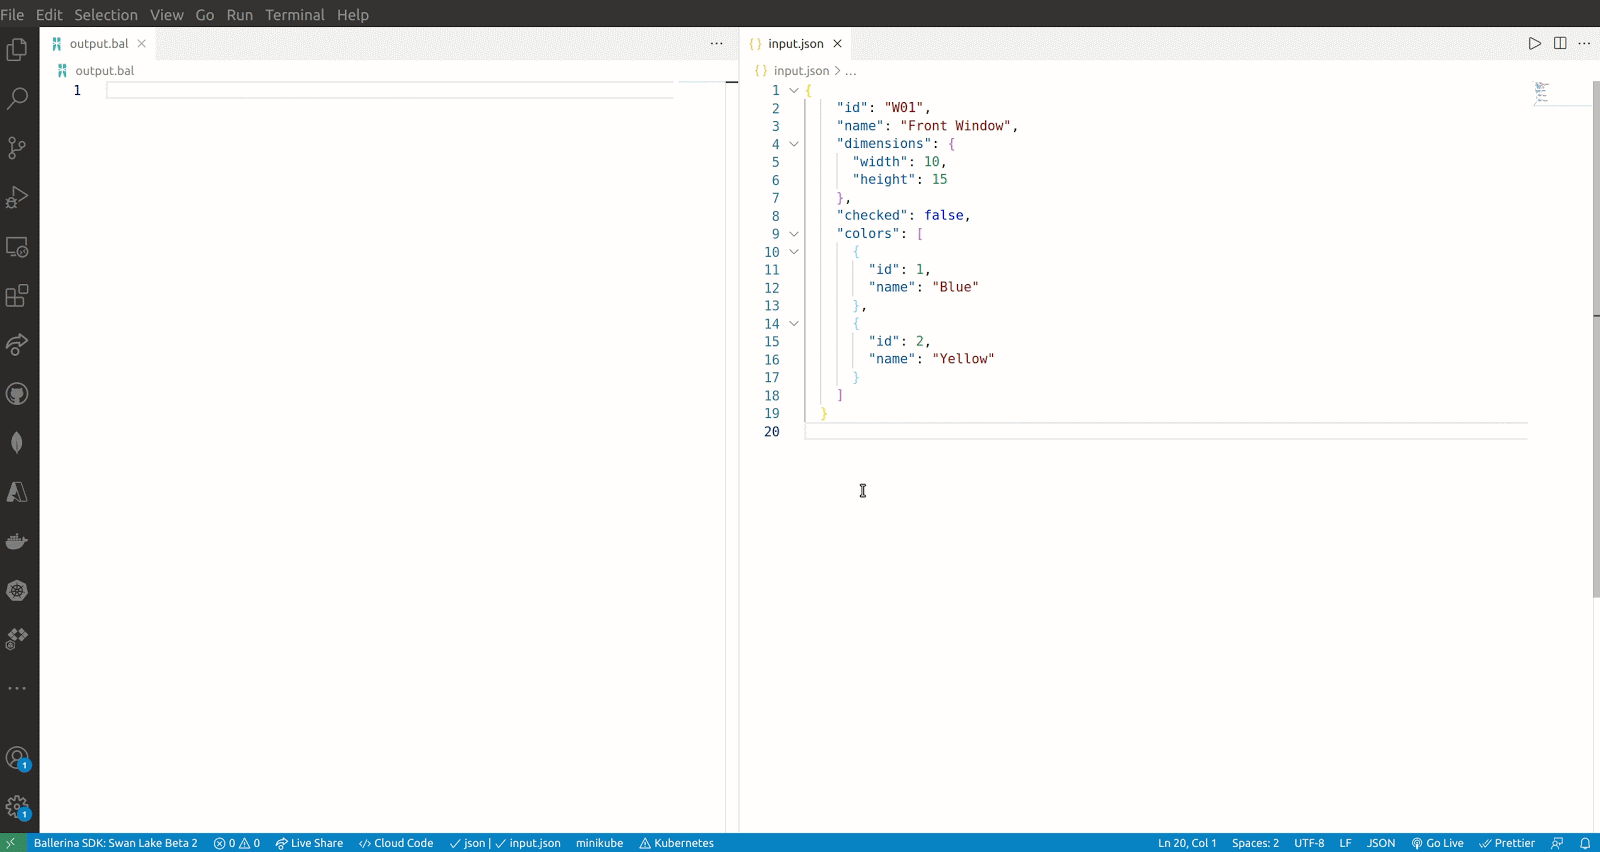 File Edit Selection View Go Run Terminal Help
output.bal
output.bal
1
input.json
{} input.json > ...
1 {
2 "id": "W01",
3 "name": "Front Window",
4 "dimensions": {
5 "width": 10,
6 "height": 15
7 },
8 "checked": false,
9 "colors": [
10 {
11 "id": 1,
12 "name": "Blue"
13 },
14 {
15 "id": 2,
16 "name": "Yellow"
17 }
18 ]
19 }
20
1
1
Ballerina SDK: Swan Lake Beta 2 0 0 Live Share Cloud Code json | input.json minikube Kubernetes Ln 20, Col 1 Spaces: 2 UTF-8 LF JSON Go Live Prettier